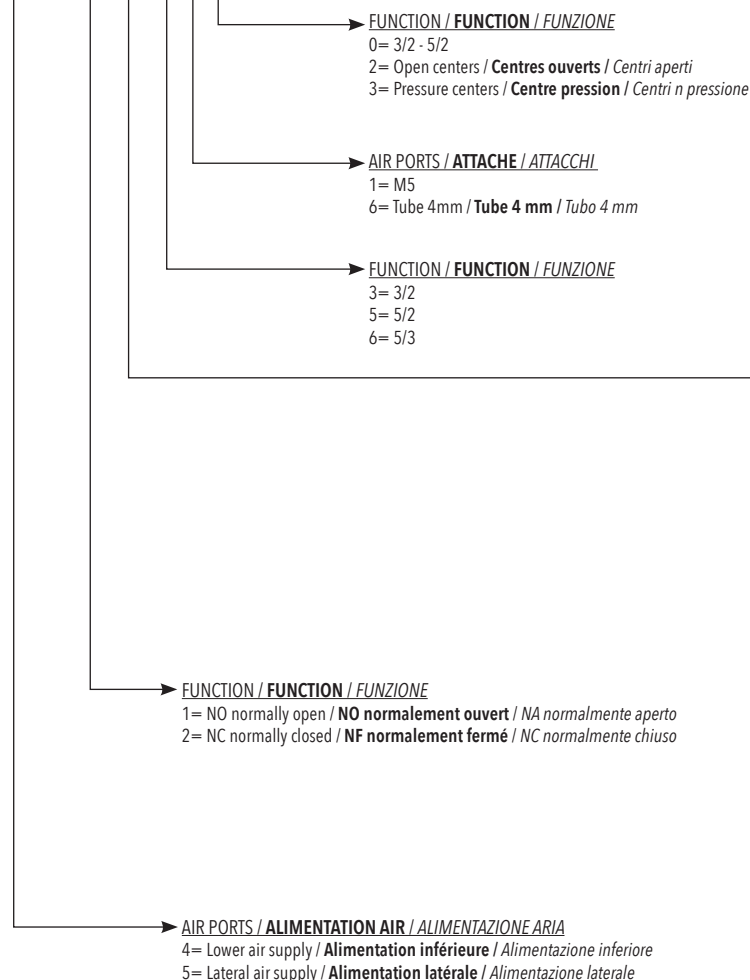 FUNCTION / FUNCTION / FUNZIONE
0= 3/2 - 5/2
2= Open centers / Centres ouverts / Centri aperti
3= Pressure centers / Centre pression / Centri n pressione
AIR PORTS / ATTACHE / ATTACCHI
1= M5
6= Tube 4mm / Tube 4 mm / Tubo 4 mm
FUNCTION / FUNCTION / FUNZIONE
3= 3/2
5= 5/2
6= 5/3
FUNCTION / FUNCTION / FUNZIONE
1= NO normally open / NO normalement ouvert / NA normalmente aperto
2= NC normally closed / NF normalement fermé / NC normalmente chiuso
AIR PORTS / ALIMENTATION AIR / ALIMENTAZIONE ARIA
4= Lower air supply / Alimentation inférieure / Alimentazione inferiore
5= Lateral air supply / Alimentation latérale / Alimentazione laterale